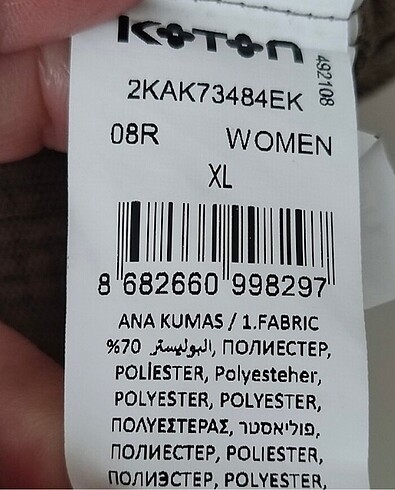 KOTON
492108
2KAK73484EK
08R WOMEN
XL
8 682660 998297
ANA KUMAS / 1.FABRIC
%70 البوليستر, ПОЛИЕСТЕР,
POLİESTER, Polyesteher,
POLYESTER, POLYESTER,
ΠΟΛΥΕΣΤΕΡΑΣ, פוליאסטר,
ПОЛИЕСТЕР, POLIESTER,
ПОЛИЭСТЕР, POLYESTER,